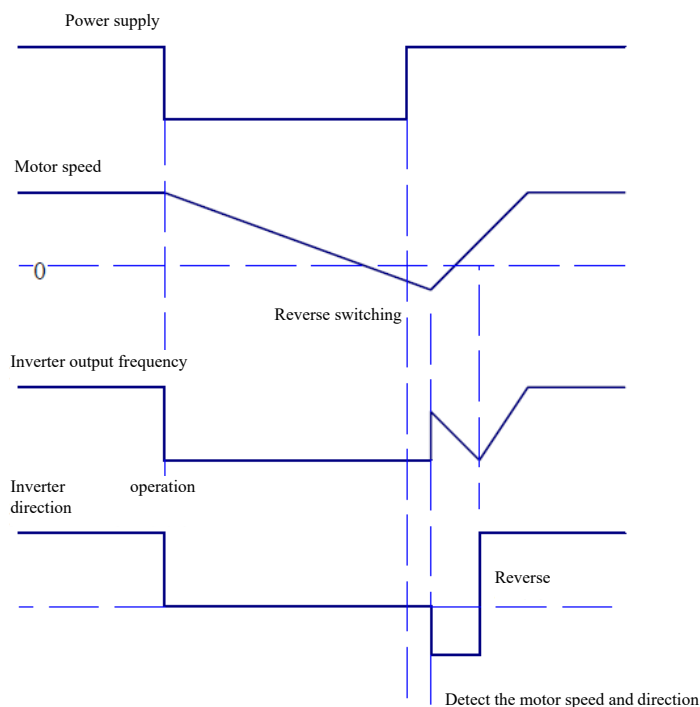 Power supply
Motor speed
0
Reverse switching
Inverter output frequency
Inverter operation
direction
Reverse
Detect the motor speed and direction